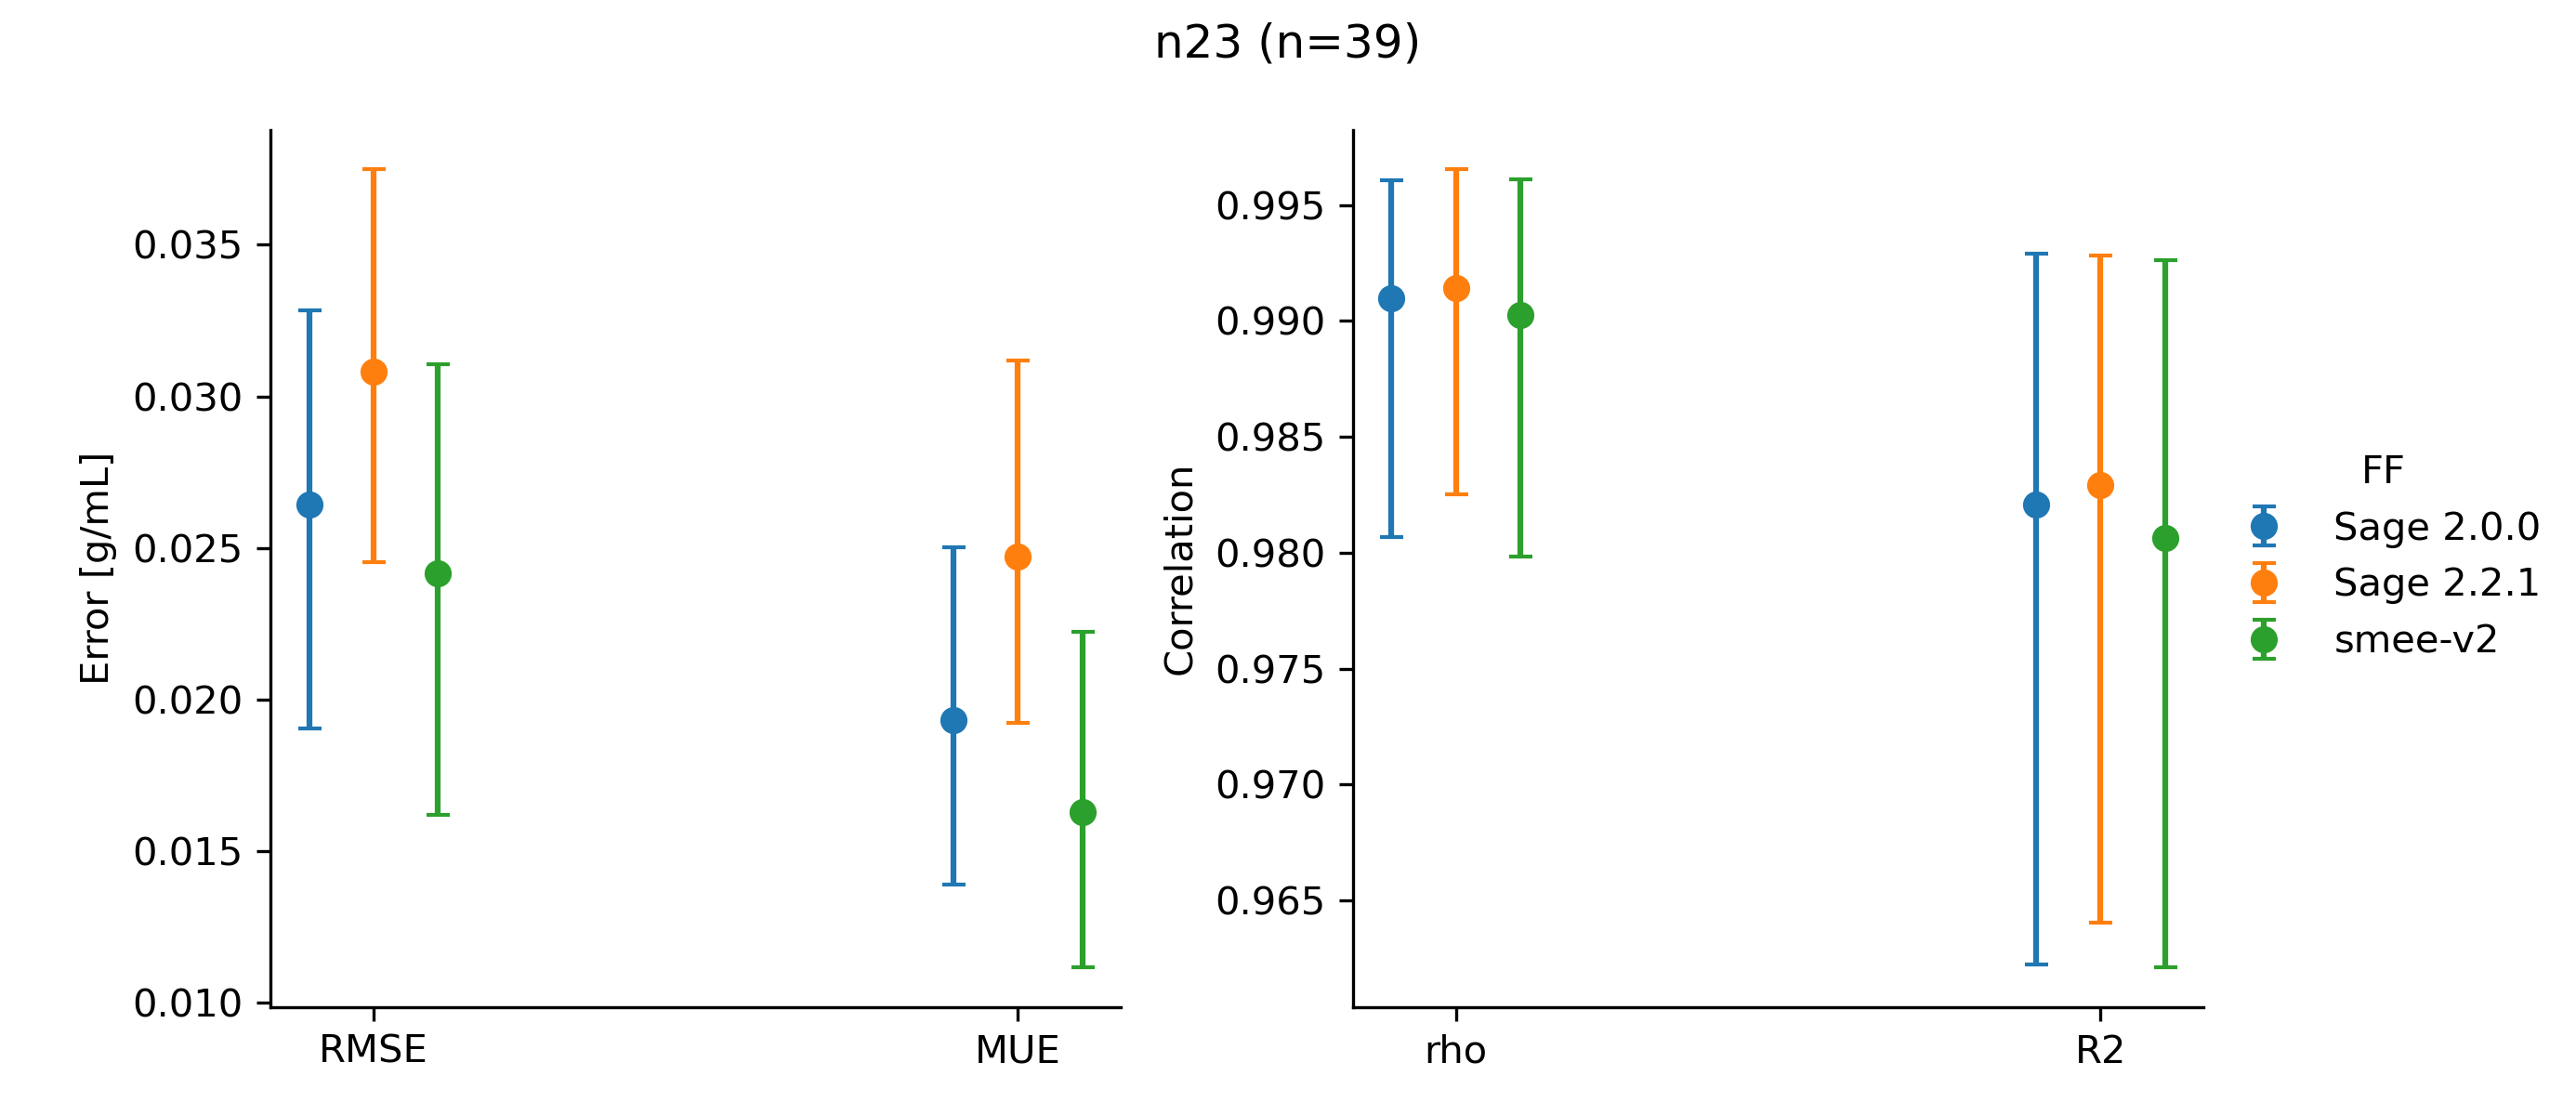 n23 (n=39)
Error [g/mL]
0.035
0.030
0.025
0.020
0.015
0.010
RMSE
MUE
Correlation
0.995
0.990
0.985
0.980
0.975
0.970
0.965
rho
R2
FF
Sage 2.0.0
Sage 2.2.1
smee-v2